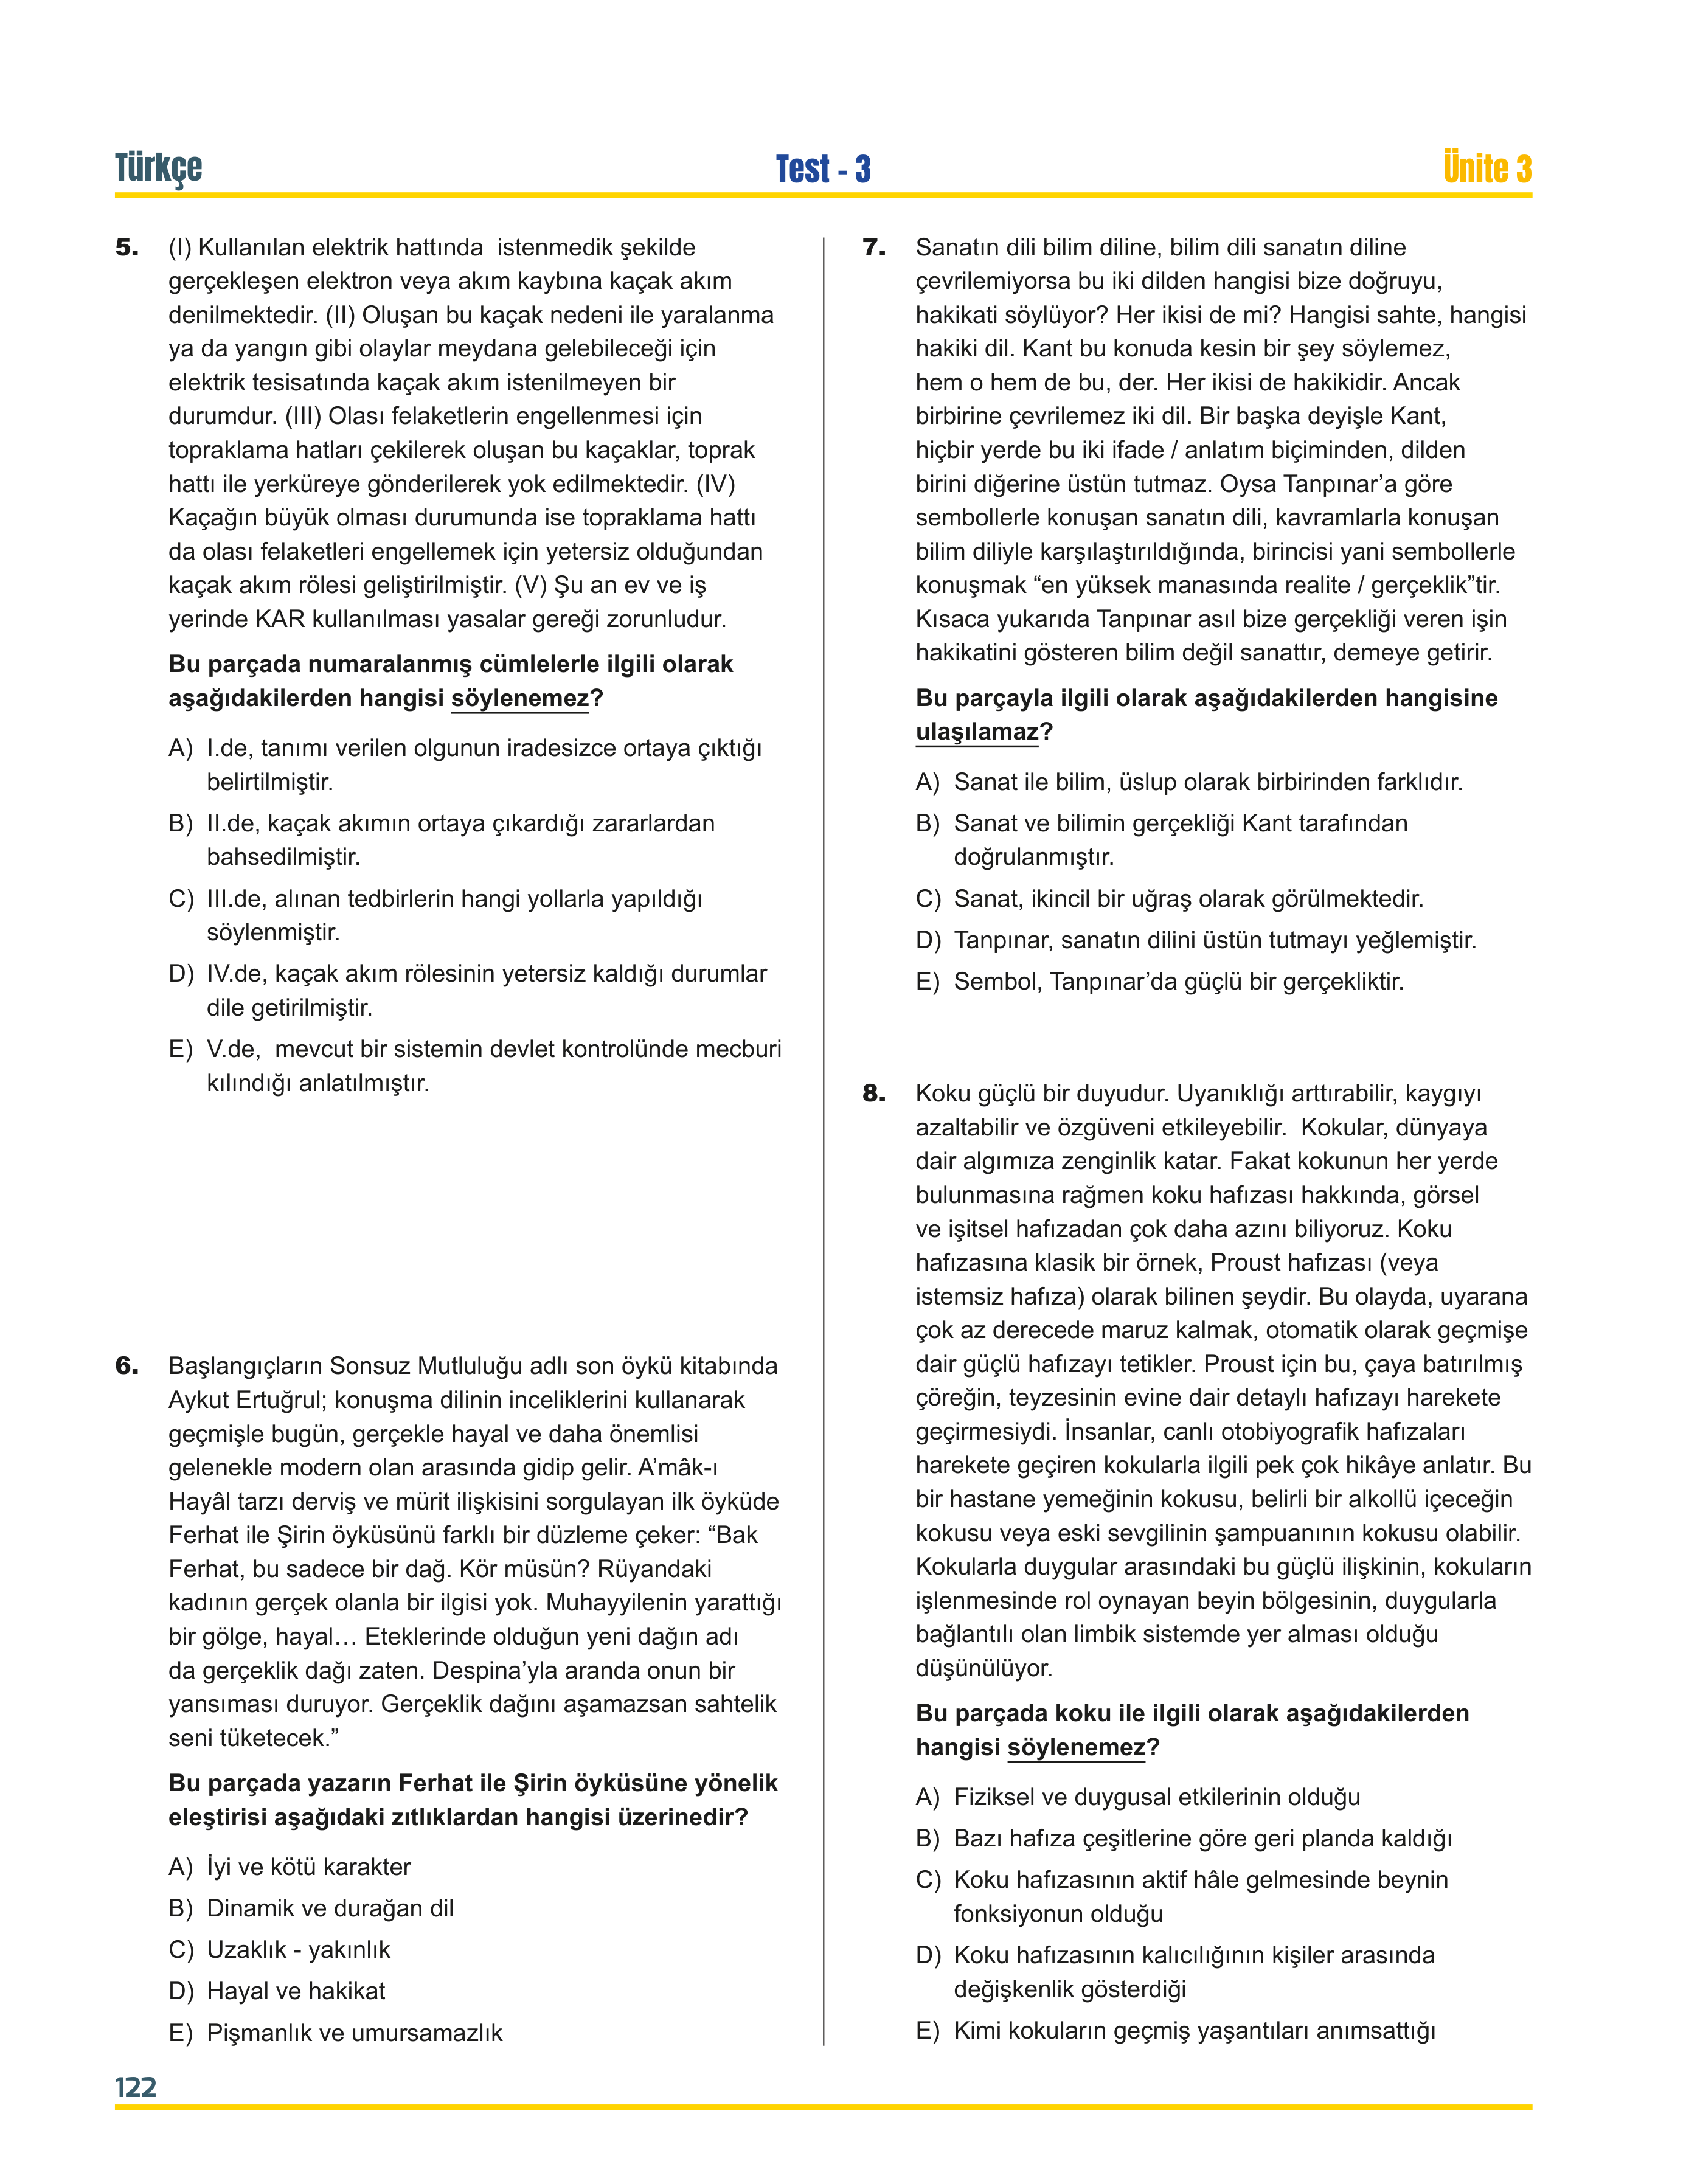 Türkçe
Test - 3
Ünite 3
5. (I) Kullanılan elektrik hattında  istenmedik şekilde
gerçekleşen elektron veya akım kaybına kaçak akım
denilmektedir. (II) Oluşan bu kaçak nedeni ile yaralanma
ya da yangın gibi olaylar meydana gelebileceği için
elektrik tesisatında kaçak akım istenilmeyen bir
durumdur. (III) Olası felaketlerin engellenmesi için
topraklama hatları çekilerek oluşan bu kaçaklar, toprak
hattı ile yerküreye gönderilerek yok edilmektedir. (IV)
Kaçağın büyük olması durumunda ise topraklama hattı
da olası felaketleri engellemek için yetersiz olduğundan
kaçak akım rölesi geliştirilmiştir. (V) Şu an ev ve iş
yerinde KAR kullanılması yasalar gereği zorunludur.
Bu parçada numaralanmış cümlelerle ilgili olarak
aşağıdakilerden hangisi söylenemez?
A) I.de, tanımı verilen olgunun iradesizce ortaya çıktığı
belirtilmiştir.
B) II.de, kaçak akımın ortaya çıkardığı zararlardan
bahsedilmiştir.
C) III.de, alınan tedbirlerin hangi yollarla yapıldığı
söylenmiştir.
D) IV.de, kaçak akım rölesinin yetersiz kaldığı durumlar
dile getirilmiştir.
E) V.de,  mevcut bir sistemin devlet kontrolünde mecburi
kılındığı anlatılmıştır.
6. Başlangıçların Sonsuz Mutluluğu adlı son öykü kitabında
Aykut Ertuğrul; konuşma dilinin inceliklerini kullanarak
geçmişle bugün, gerçekle hayal ve daha önemlisi
gelenekle modern olan arasında gidip gelir. A’mâk-ı
Hayâl tarzı derviş ve mürit ilişkisini sorgulayan ilk öyküde
Ferhat ile Şirin öyküsünü farklı bir düzleme çeker: “Bak
Ferhat, bu sadece bir dağ. Kör müsün? Rüyandaki
kadının gerçek olanla bir ilgisi yok. Muhayyilenin yarattığı
bir gölge, hayal… Eteklerinde olduğun yeni dağın adı
da gerçeklik dağı zaten. Despina’yla aranda onun bir
yansıması duruyor. Gerçeklik dağını aşamazsan sahtelik
seni tüketecek.”
Bu parçada yazarın Ferhat ile Şirin öyküsüne yönelik
eleştirisi aşağıdaki zıtlıklardan hangisi üzerinedir?
A) İyi ve kötü karakter
B) Dinamik ve durağan dil
C) Uzaklık - yakınlık
D) Hayal ve hakikat
E) Pişmanlık ve umursamazlık
7. Sanatın dili bilim diline, bilim dili sanatın diline
çevrilemiyorsa bu iki dilden hangisi bize doğruyu,
hakikati söylüyor? Her ikisi de mi? Hangisi sahte, hangisi
hakiki dil. Kant bu konuda kesin bir şey söylemez,
hem o hem de bu, der. Her ikisi de hakikidir. Ancak
birbirine çevrilemez iki dil. Bir başka deyişle Kant,
hiçbir yerde bu iki ifade / anlatım biçiminden, dilden
birini diğerine üstün tutmaz. Oysa Tanpınar’a göre
sembollerle konuşan sanatın dili, kavramlarla konuşan
bilim diliyle karşılaştırıldığında, birincisi yani sembollerle
konuşmak “en yüksek manasında realite / gerçeklik”tir.
Kısaca yukarıda Tanpınar asıl bize gerçekliği veren işin
hakikatini gösteren bilim değil sanattır, demeye getirir.
Bu parçayla ilgili olarak aşağıdakilerden hangisine
ulaşılamaz?
A) Sanat ile bilim, üslup olarak birbirinden farklıdır.
B) Sanat ve bilimin gerçekliği Kant tarafından
doğrulanmıştır.
C) Sanat, ikincil bir uğraş olarak görülmektedir.
D) Tanpınar, sanatın dilini üstün tutmayı yeğlemiştir.
E) Sembol, Tanpınar’da güçlü bir gerçekliktir.
8. Koku güçlü bir duyudur. Uyanıklığı arttırabilir, kaygıyı
azaltabilir ve özgüveni etkileyebilir.  Kokular, dünyaya
dair algımıza zenginlik katar. Fakat kokunun her yerde
bulunmasına rağmen koku hafızası hakkında, görsel
ve işitsel hafızadan çok daha azını biliyoruz. Koku
hafızasına klasik bir örnek, Proust hafızası (veya
istemsiz hafıza) olarak bilinen şeydir. Bu olayda, uyarana
çok az derecede maruz kalmak, otomatik olarak geçmişe
dair güçlü hafızayı tetikler. Proust için bu, çaya batırılmış
çöreğin, teyzesinin evine dair detaylı hafızayı harekete
geçirmesiydi. İnsanlar, canlı otobiyografik hafızaları
harekete geçiren kokularla ilgili pek çok hikâye anlatır. Bu
bir hastane yemeğinin kokusu, belirli bir alkollü içeceğin
kokusu veya eski sevgilinin şampuanının kokusu olabilir.
Kokularla duygular arasındaki bu güçlü ilişkinin, kokuların
işlenmesinde rol oynayan beyin bölgesinin, duygularla
bağlantılı olan limbik sistemde yer alması olduğu
düşünülüyor.
Bu parçada koku ile ilgili olarak aşağıdakilerden
hangisi söylenemez?
A) Fiziksel ve duygusal etkilerinin olduğu
B) Bazı hafıza çeşitlerine göre geri planda kaldığı
C) Koku hafızasının aktif hâle gelmesinde beynin
fonksiyonun olduğu
D) Koku hafızasının kalıcılığının kişiler arasında
değişkenlik gösterdiği
E) Kimi kokuların geçmiş yaşantıları anımsattığı
122